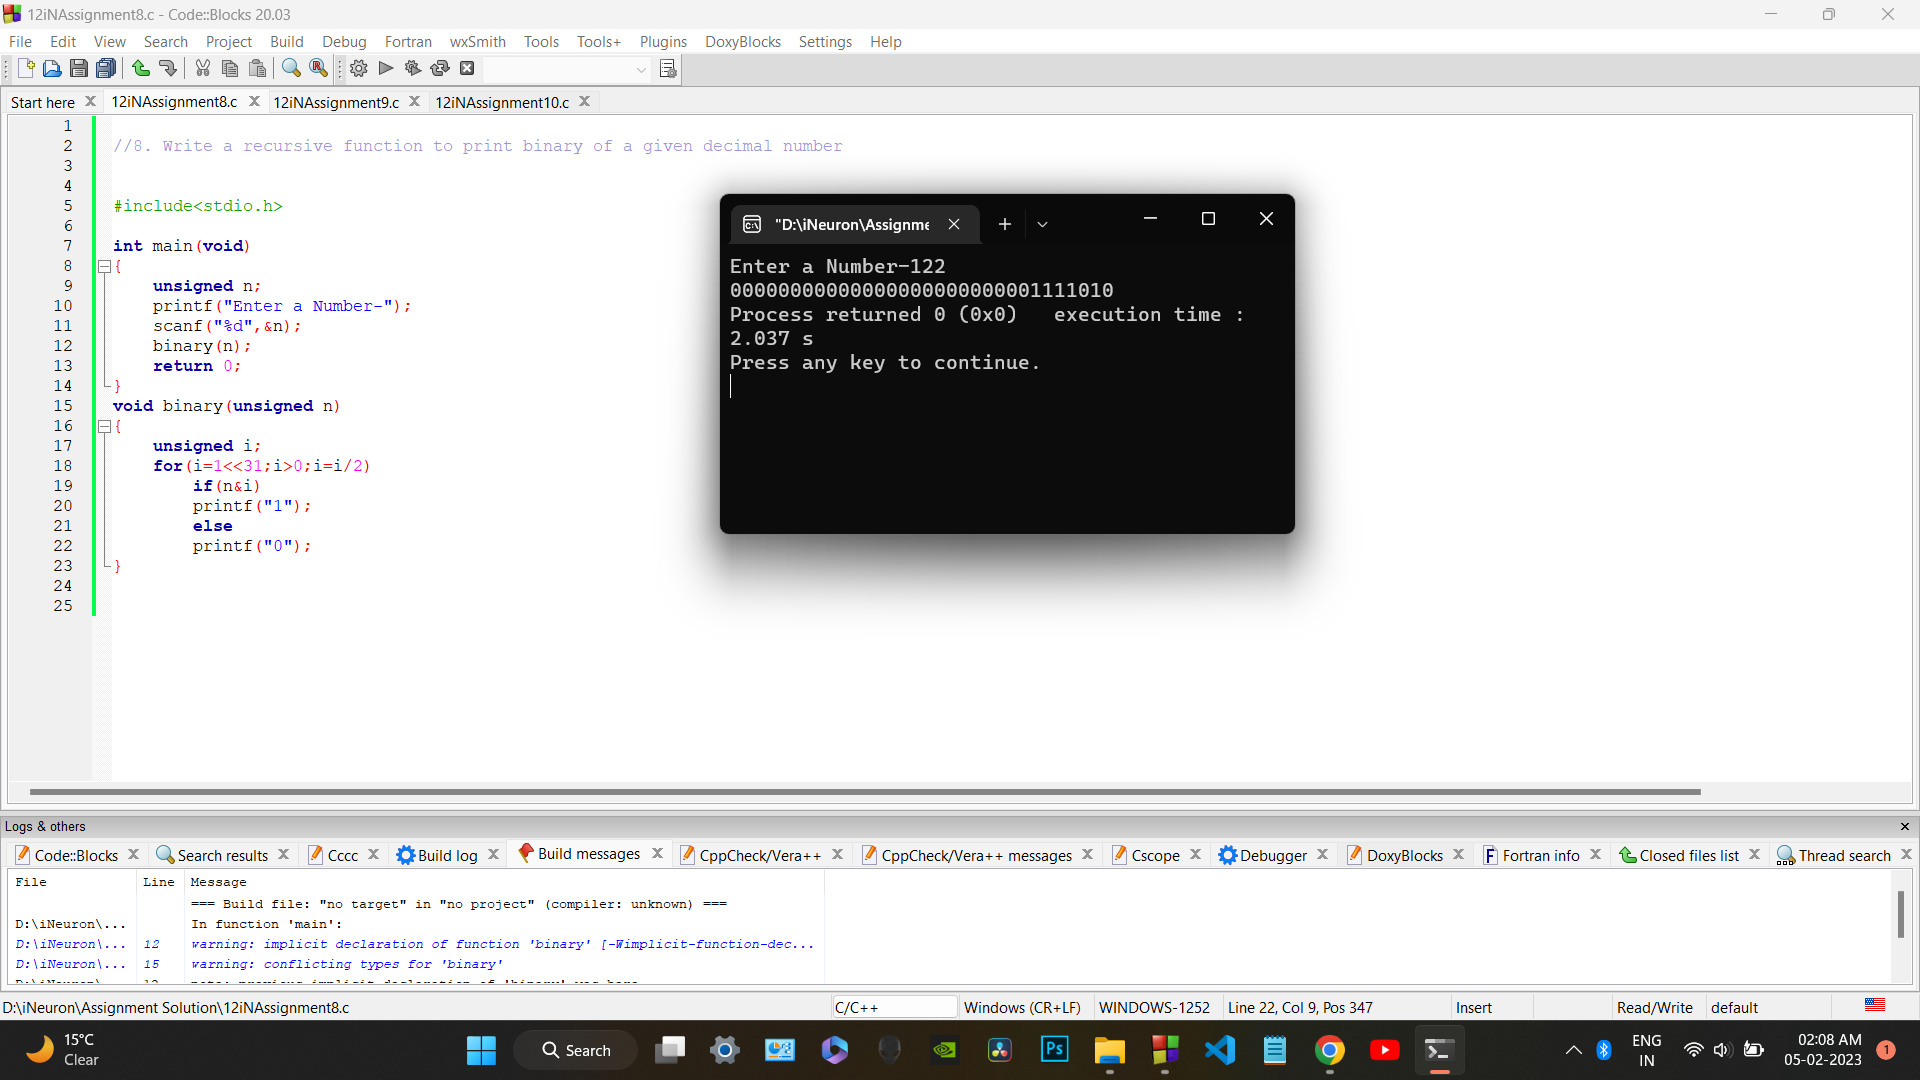 12iNAssignment8.c - Code::Blocks 20.03
File Edit View Search Project Build Debug Fortran wxSmith Tools Tools+ Plugins DoxyBlocks Settings Help
Start here 12iNAssignment8.c 12iNAssignment9.c 12iNAssignment10.c
1
2 //8. Write a recursive function to print binary of a given decimal number
3
4
5 #include<stdio.h>
6
7 int main(void)
8 {
9 unsigned n;
10 printf("Enter a Number-");
11 scanf("%d",&n);
12 binary(n);
13 return 0;
14 }
15 void binary(unsigned n)
16 {
17 unsigned i;
18 for(i=1<<31;i>0;i=i/2)
19 if(n&i)
20 printf("1");
21 else
22 printf("0");
23 }
24
25
"D:\iNeuron\Assignme
Enter a Number-122
00000000000000000000000001111010
Process returned 0 (0x0) execution time :
2.037 s
Press any key to continue.
Logs & others
Code::Blocks Search results Cccc Build log Build messages CppCheck/Vera++ CppCheck/Vera++ messages Cscope Debugger DoxyBlocks Fortran info Closed files list Thread search
File Line Message
=== Build file: "no target" in "no project" (compiler: unknown) ===
D:\iNeuron\... In function 'main':
D:\iNeuron\... 12 warning: implicit declaration of function 'binary' [-Wimplicit-function-dec...
D:\iNeuron\... 15 warning: conflicting types for 'binary'
D:\iNeuron\Assignment Solution\12iNAssignment8.c C/C++ Windows (CR+LF) WINDOWS-1252 Line 22, Col 9, Pos 347 Insert Read/Write default
15°C
Clear
Search
Ps
ENG
IN
02:08 AM
05-02-2023
1